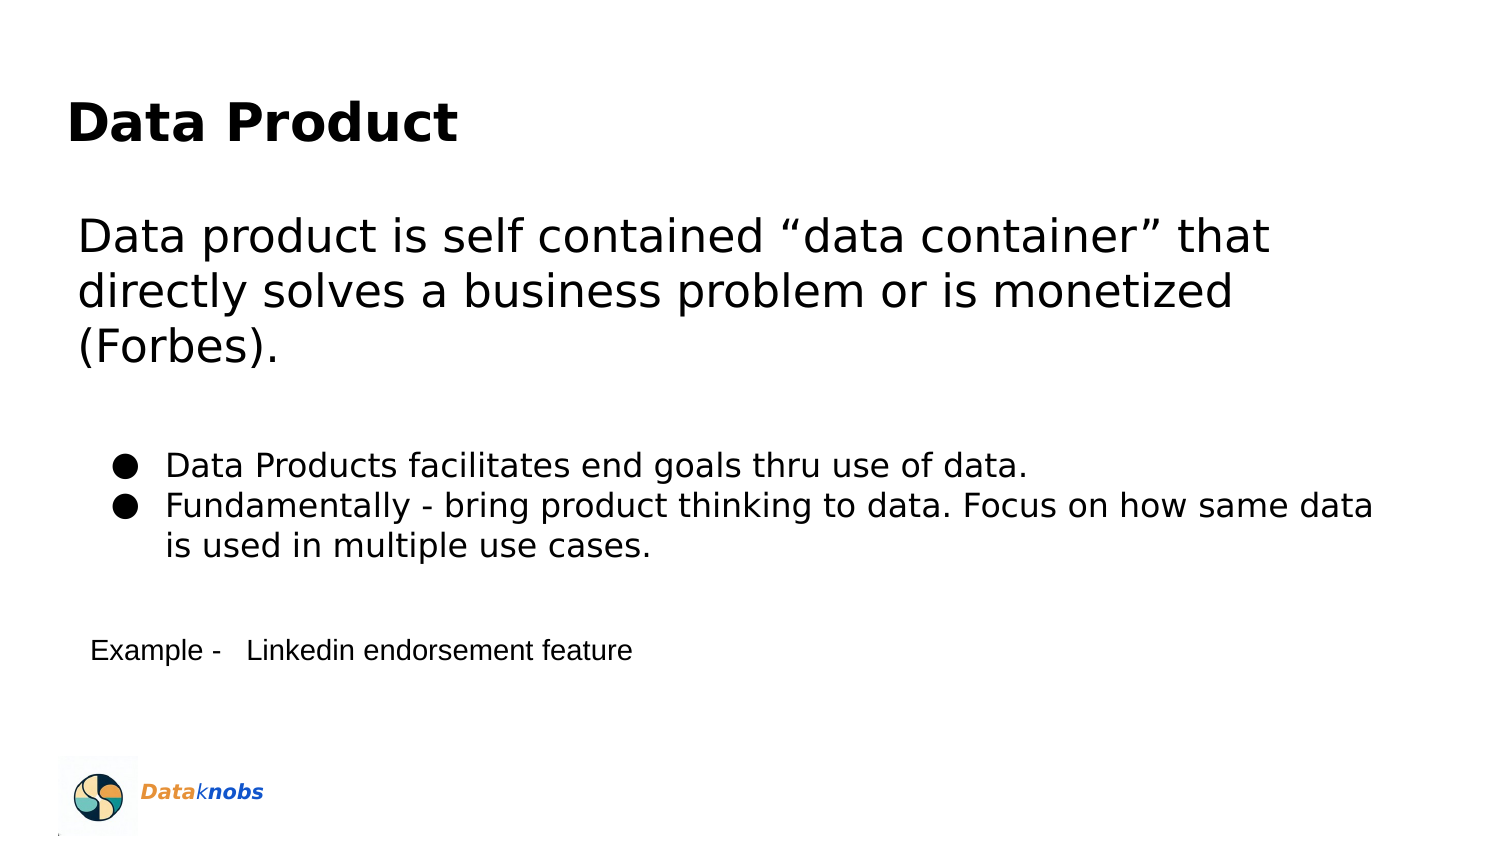 Data Product
Data product is self contained “data container” that
directly solves a business problem or is monetized
(Forbes).
● Data Products facilitates end goals thru use of data.
● Fundamentally - bring product thinking to data. Focus on how same data
is used in multiple use cases.
Example - Linkedin endorsement feature
Dataknobs